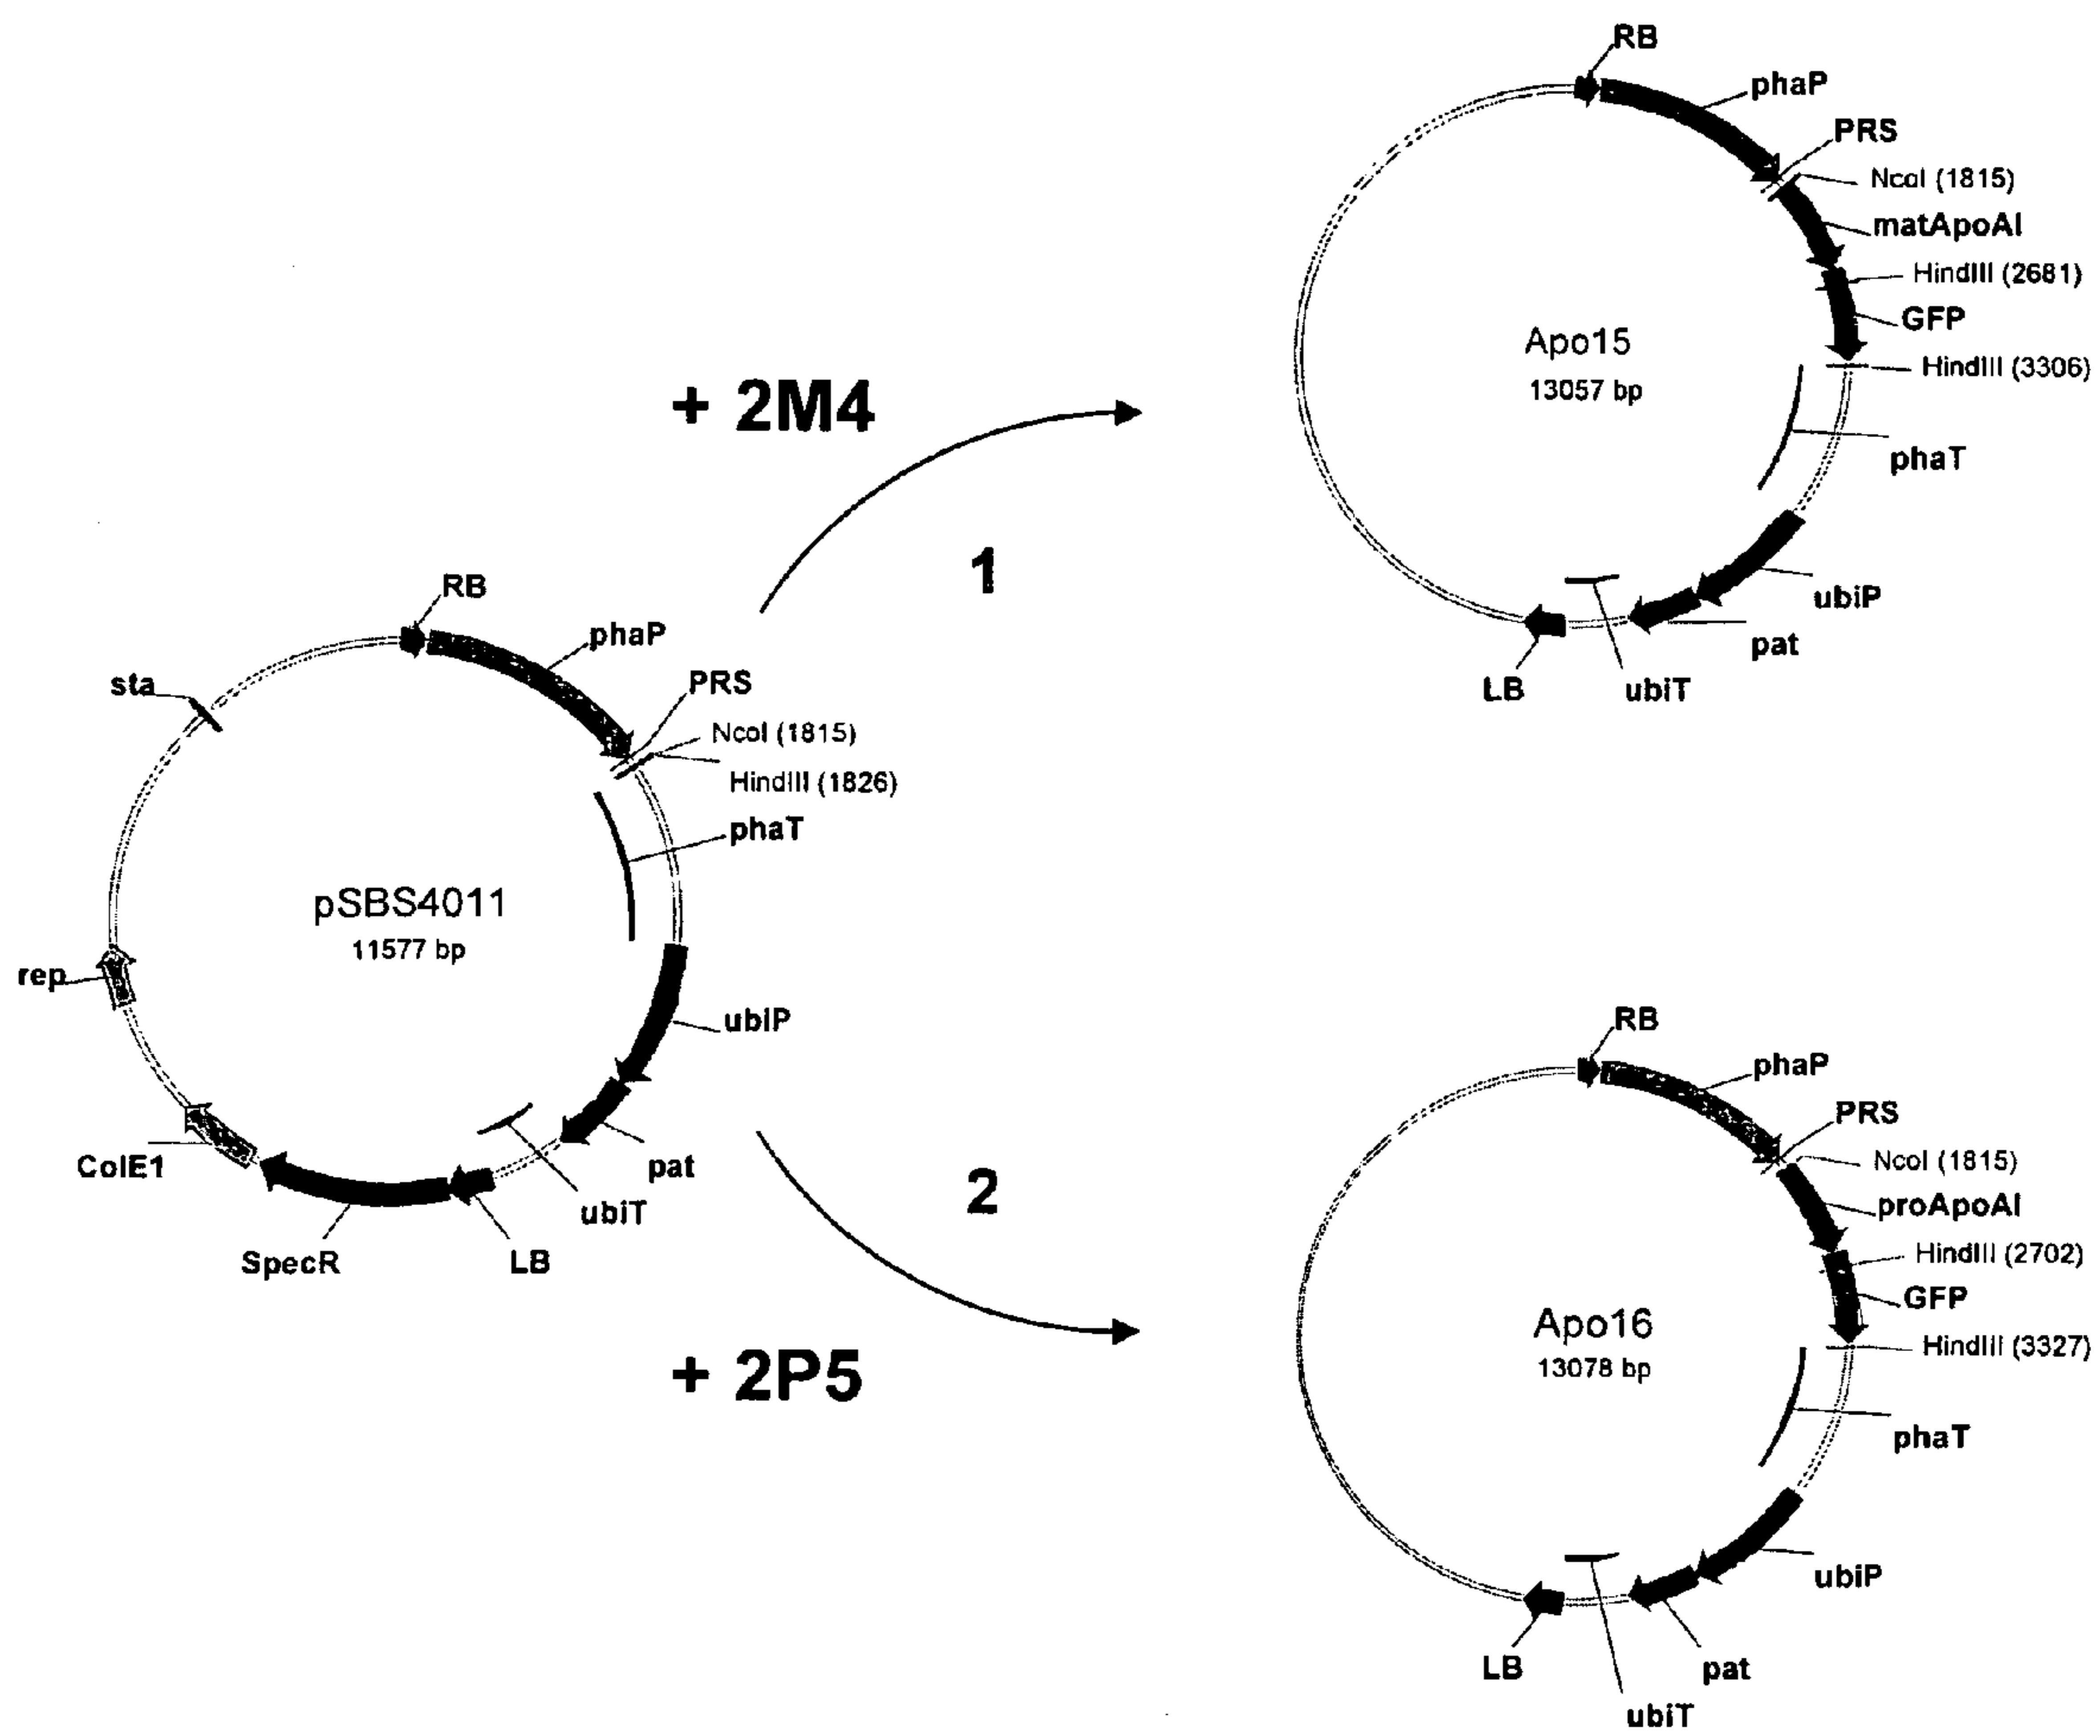 RB
phaP
PRS
NcoI (1815)
matApoAI
HindIII (2681)
GFP
HindIII (3306)
Apo15
13057 bp
phaT
ubiP
pat
ubiT
LB
+ 2M4
1
RB
phaP
PRS
NcoI (1815)
HindIII (1826)
phaT
sta
pSBS4011
11577 bp
rep
ubiP
ColE1
pat
ubiT
SpecR
LB
2
+ 2P5
RB
phaP
PRS
NcoI (1815)
proApoAI
HindIII (2702)
GFP
HindIII (3327)
Apo16
13078 bp
phaT
ubiP
LB
pat
ubiT